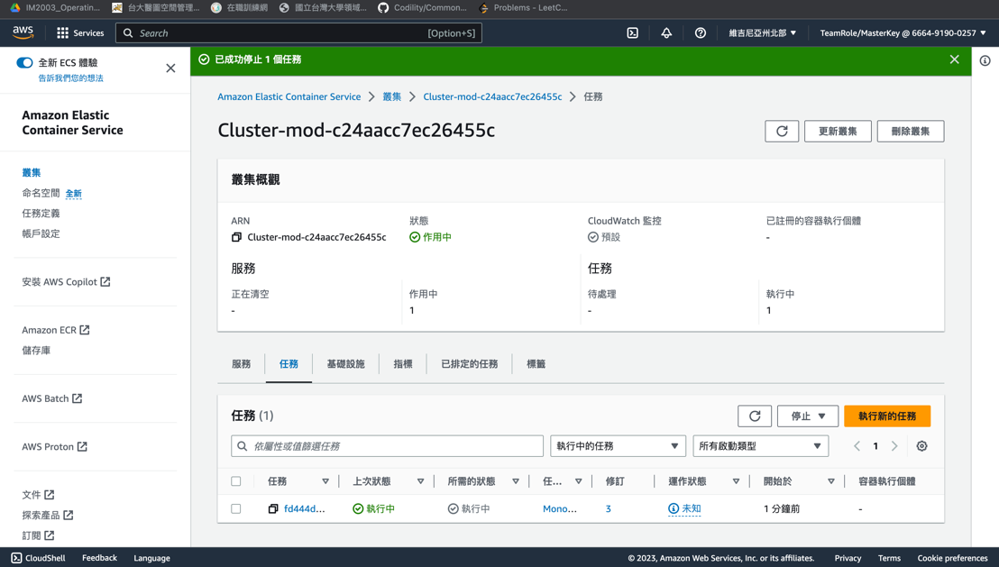 IM2003_Operatin...
台大醫圖空間管理...
在職訓練網
國立台灣大學領域...
Codility/Common...
Problems - LeetC...
aws
Services
Search
[Option+S]
維吉尼亞州北部 ▼
TeamRole/MasterKey @ 6664-9190-0257 ▼
全新 ECS 體驗
告訴我們您的想法
已成功停止 1 個任務
Amazon Elastic Container Service
叢集
Cluster-mod-c24aacc7ec26455c
任務
Amazon Elastic
Container Service
Cluster-mod-c24aacc7ec26455c
更新叢集
刪除叢集
叢集
命名空間 全新
任務定義
帳戶設定
安裝 AWS Copilot
Amazon ECR
儲存庫
AWS Batch
AWS Proton
文件
探索產品
訂閱
叢集概觀
ARN
Cluster-mod-c24aacc7ec26455c
狀態
作用中
CloudWatch 監控
預設
已註冊的容器執行個體
-
服務
正在清空
-
作用中
1
任務
待處理
-
執行中
1
服務
任務
基礎設施
指標
已排定的任務
標籤
任務 (1)
停止 ▼
執行新的任務
依屬性或值篩選任務
執行中的任務
所有啟動類型
1
任務
上次狀態
所需的狀態
任...
修訂
運作狀態
開始於
容器執行個體
fd444d...
執行中
執行中
Mono...
3
未知
1 分鐘前
-
CloudShell
Feedback
Language
© 2023, Amazon Web Services, Inc. or its affiliates.
Privacy
Terms
Cookie preferences